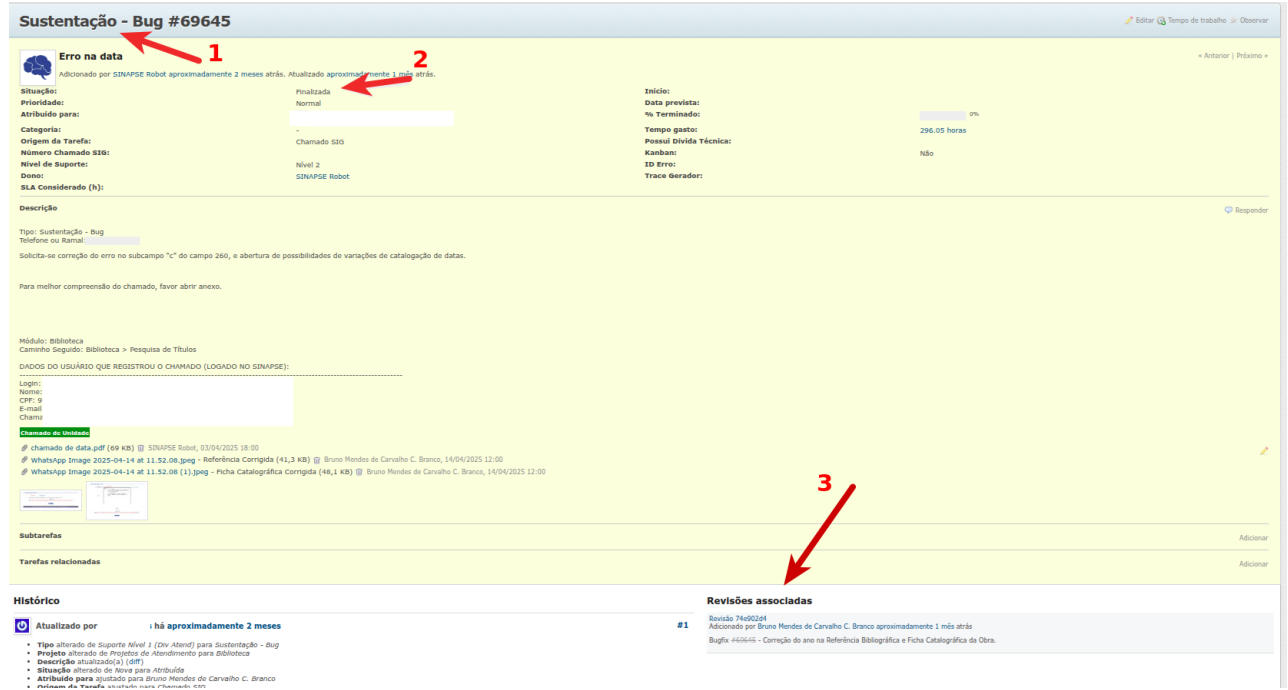 Sustentação - Bug #69645
Editar Tempo de trabalho Observar
1
Erro na data
2
« Anterior | Próximo »
Adicionado por SINAPSE Robot aproximadamente 2 meses atrás. Atualizado aproximadamente 1 mês atrás.
Situação: Finalizada Início:
Prioridade: Normal Data prevista:
Atribuído para: % Terminado: 0%
Categoria: - Tempo gasto: 296.05 horas
Origem da Tarefa: Chamado SIG Possui Dívida Técnica:
Número Chamado SIG: Kanban: Não
Nível de Suporte: Nível 2 ID Erro:
Dono: SINAPSE Robot Trace Gerador:
SLA Considerado (h):
Descrição Responder
Tipo: Sustentação - Bug
Telefone ou Ramal:
Solicita-se correção do erro no subcampo "c" do campo 260, e abertura de possibilidades de variações de catalogação de datas.
Para melhor compreensão do chamado, favor abrir anexo.
Módulo: Biblioteca
Caminho Seguido: Biblioteca > Pesquisa de Títulos
DADOS DO USUÁRIO QUE REGISTROU O CHAMADO (LOGADO NO SINAPSE):
Login:
Nome:
CPF: 9
E-mail
Chama
Chamado de Unidade
chamado de data.pdf (69 KB) SINAPSE Robot, 03/04/2025 18:00
WhatsApp Image 2025-04-14 at 11.52.08.jpeg - Referência Corrigida (41,3 KB) Bruno Mendes de Carvalho C. Branco, 14/04/2025 12:00
WhatsApp Image 2025-04-14 at 11.52.08 (1).jpeg - Ficha Catalográfica Corrigida (48,1 KB) Bruno Mendes de Carvalho C. Branco, 14/04/2025 12:00
3
Subtarefas Adicionar
Tarefas relacionadas Adicionar
Histórico
Atualizado por há aproximadamente 2 meses #1
Tipo alterado de Suporte Nível 1 (Div Atend) para Sustentação - Bug
Projeto alterado de Projetos de Atendimento para Biblioteca
Descrição atualizado(a) (diff)
Situação alterado de Nova para Atribuída
Atribuído para ajustado para Bruno Mendes de Carvalho C. Branco
Origem da Tarefa ajustado para Chamado SIG
Revisões associadas
Revisão 74e902d4
Adicionado por Bruno Mendes de Carvalho C. Branco aproximadamente 1 mês atrás
Bugfix #69645 - Correção do ano na Referência Bibliográfica e Ficha Catalográfica da Obra.